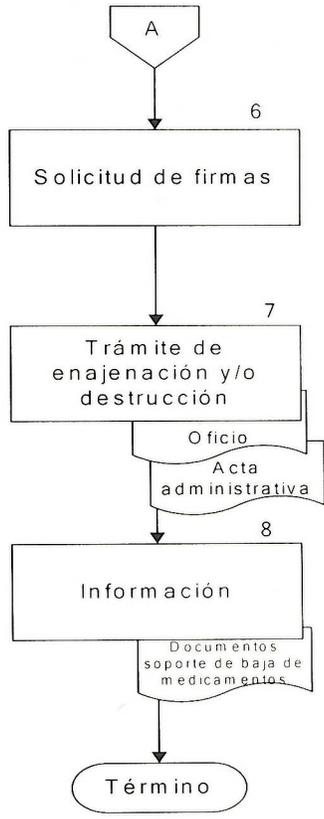 A
6
Solicitud de firmas
7
Trámite de
enajenación y/o
destrucción
Oficio
Acta
administrativa
8
Información
Documentos
soporte de baja de
medicamentos
Término